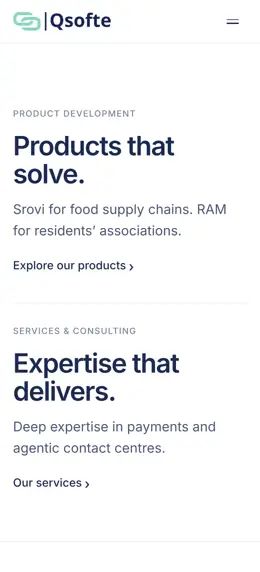 Qsofte
PRODUCT DEVELOPMENT
Products that
solve.
Srovi for food supply chains. RAM
for residents’ associations.
Explore our products ›
SERVICES & CONSULTING
Expertise that
delivers.
Deep expertise in payments and
agentic contact centres.
Our services ›